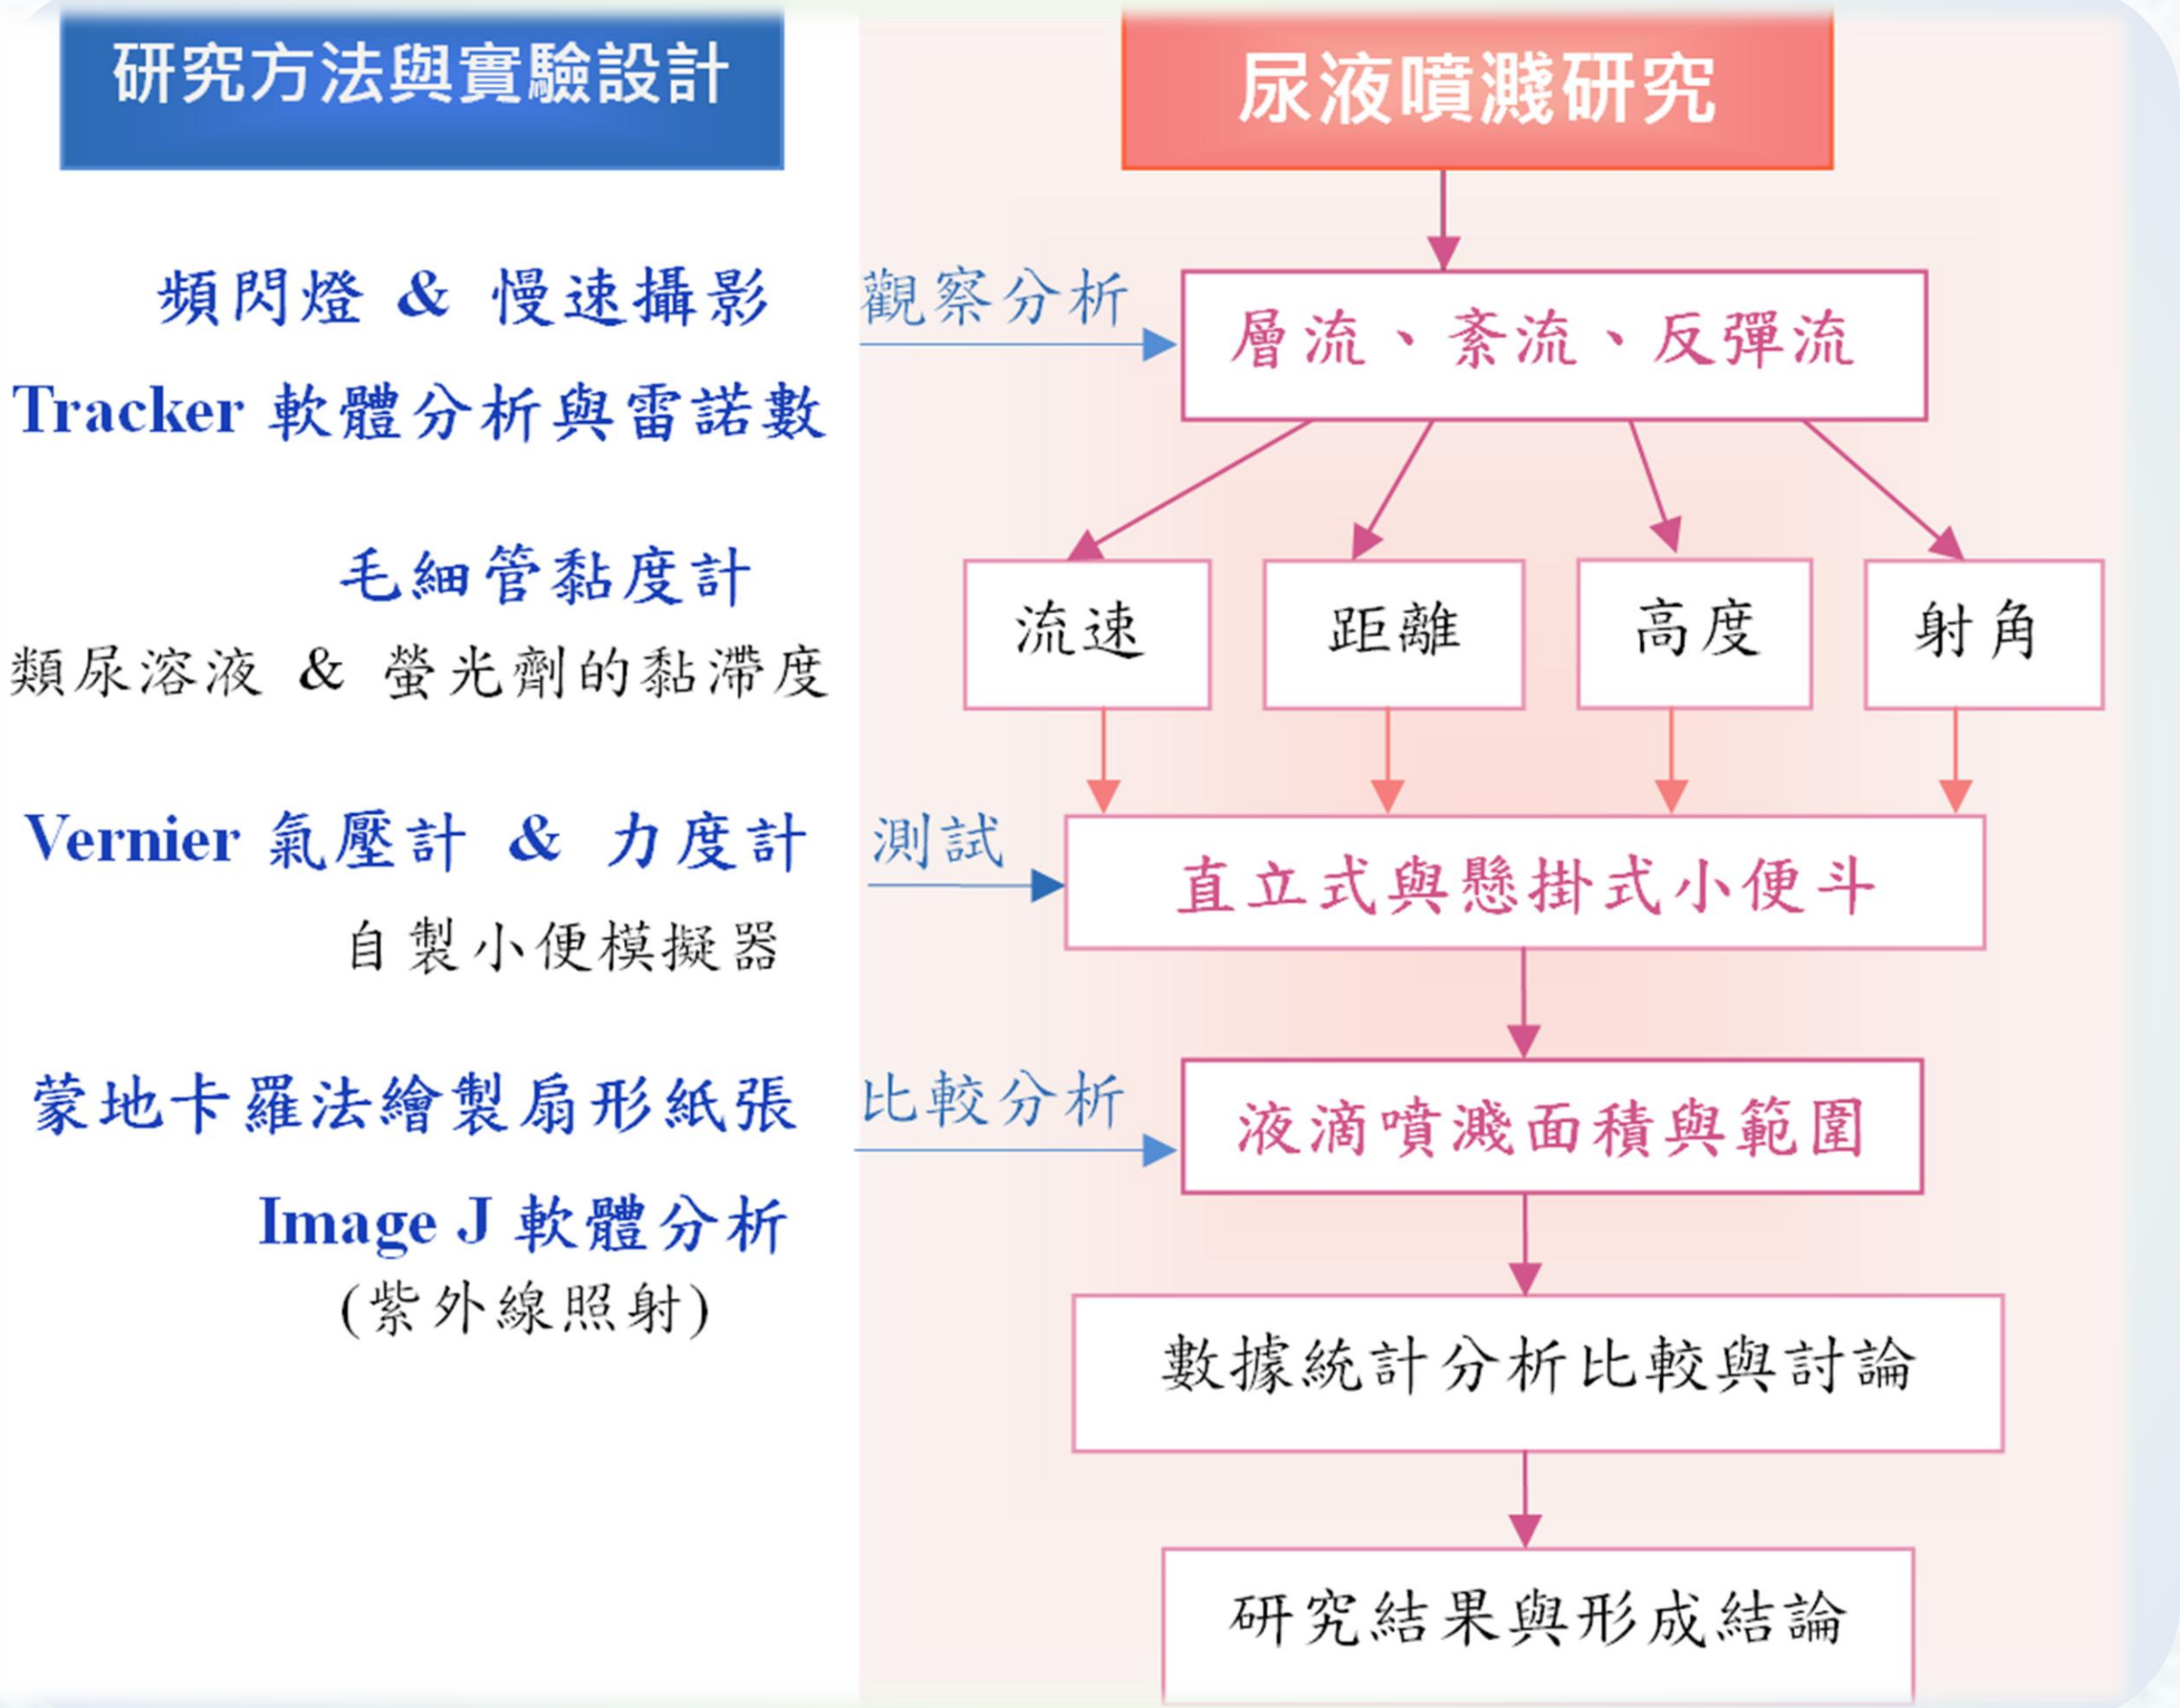 研究方法與實驗設計
頻閃燈 & 慢速攝影
Tracker 軟體分析與雷諾數
毛細管黏度計
類尿溶液 & 螢光劑的黏滯度
Vernier 氣壓計 & 力度計
自製小便模擬器
蒙地卡羅法繪製扇形紙張
Image J 軟體分析
(紫外線照射)
尿液噴濺研究
觀察分析
層流、紊流、反彈流
流速
距離
高度
射角
測試
直立式與懸掛式小便斗
比較分析
液滴噴濺面積與範圍
數據統計分析比較與討論
研究結果與形成結論